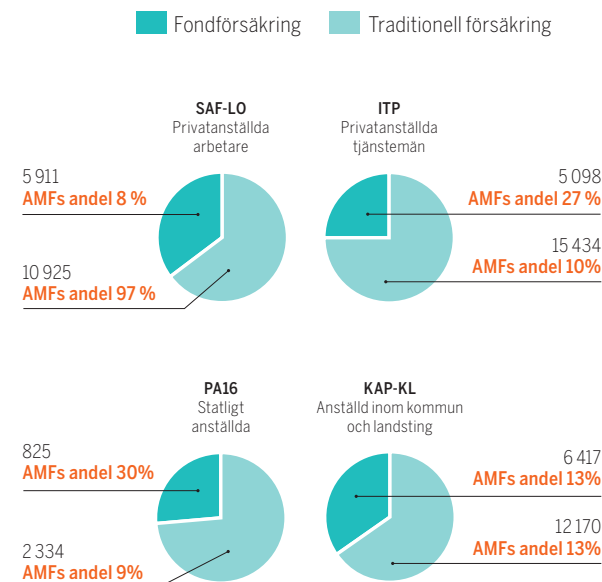 Fondförsäkring
Traditionell försäkring
SAF-LO
Privatanställda
arbetare
5 911
AMFs andel 8 %
10 925
AMFs andel 97 %
ITP
Privatanställda
tjänstemän
5 098
AMFs andel 27 %
15 434
AMFs andel 10%
PA16
Statligt
anställda
825
AMFs andel 30%
2 334
AMFs andel 9%
KAP-KL
Anställd inom kommun
och landsting
6 417
AMFs andel 13%
12 170
AMFs andel 13%